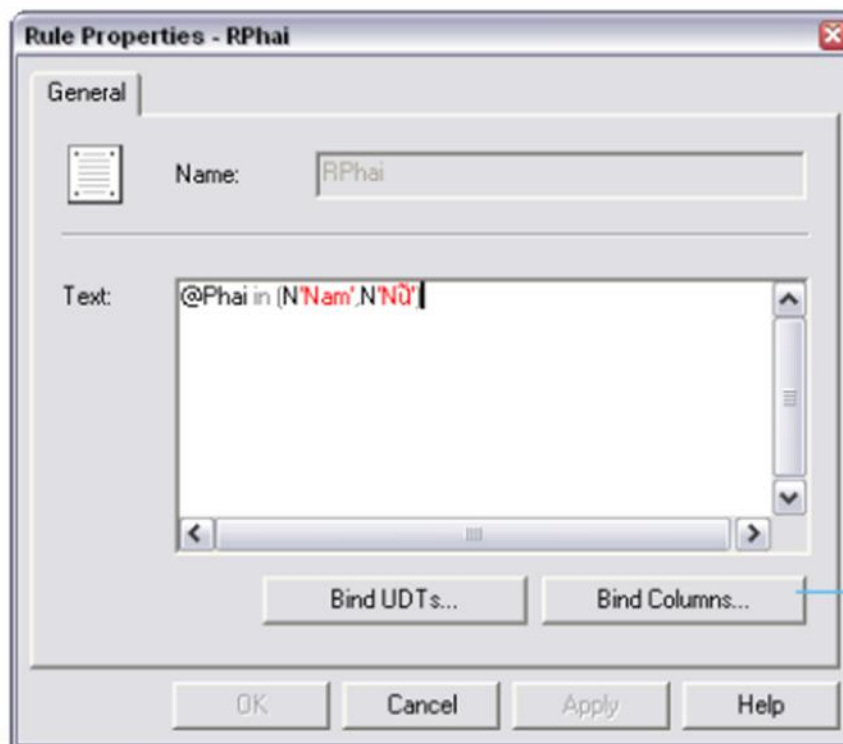 Rule Properties - RPhai
General
Name: RPhai
Text: @Phai in (N'Nam',N'Nữ')
Bind UDTs... Bind Columns...
OK Cancel Apply Help